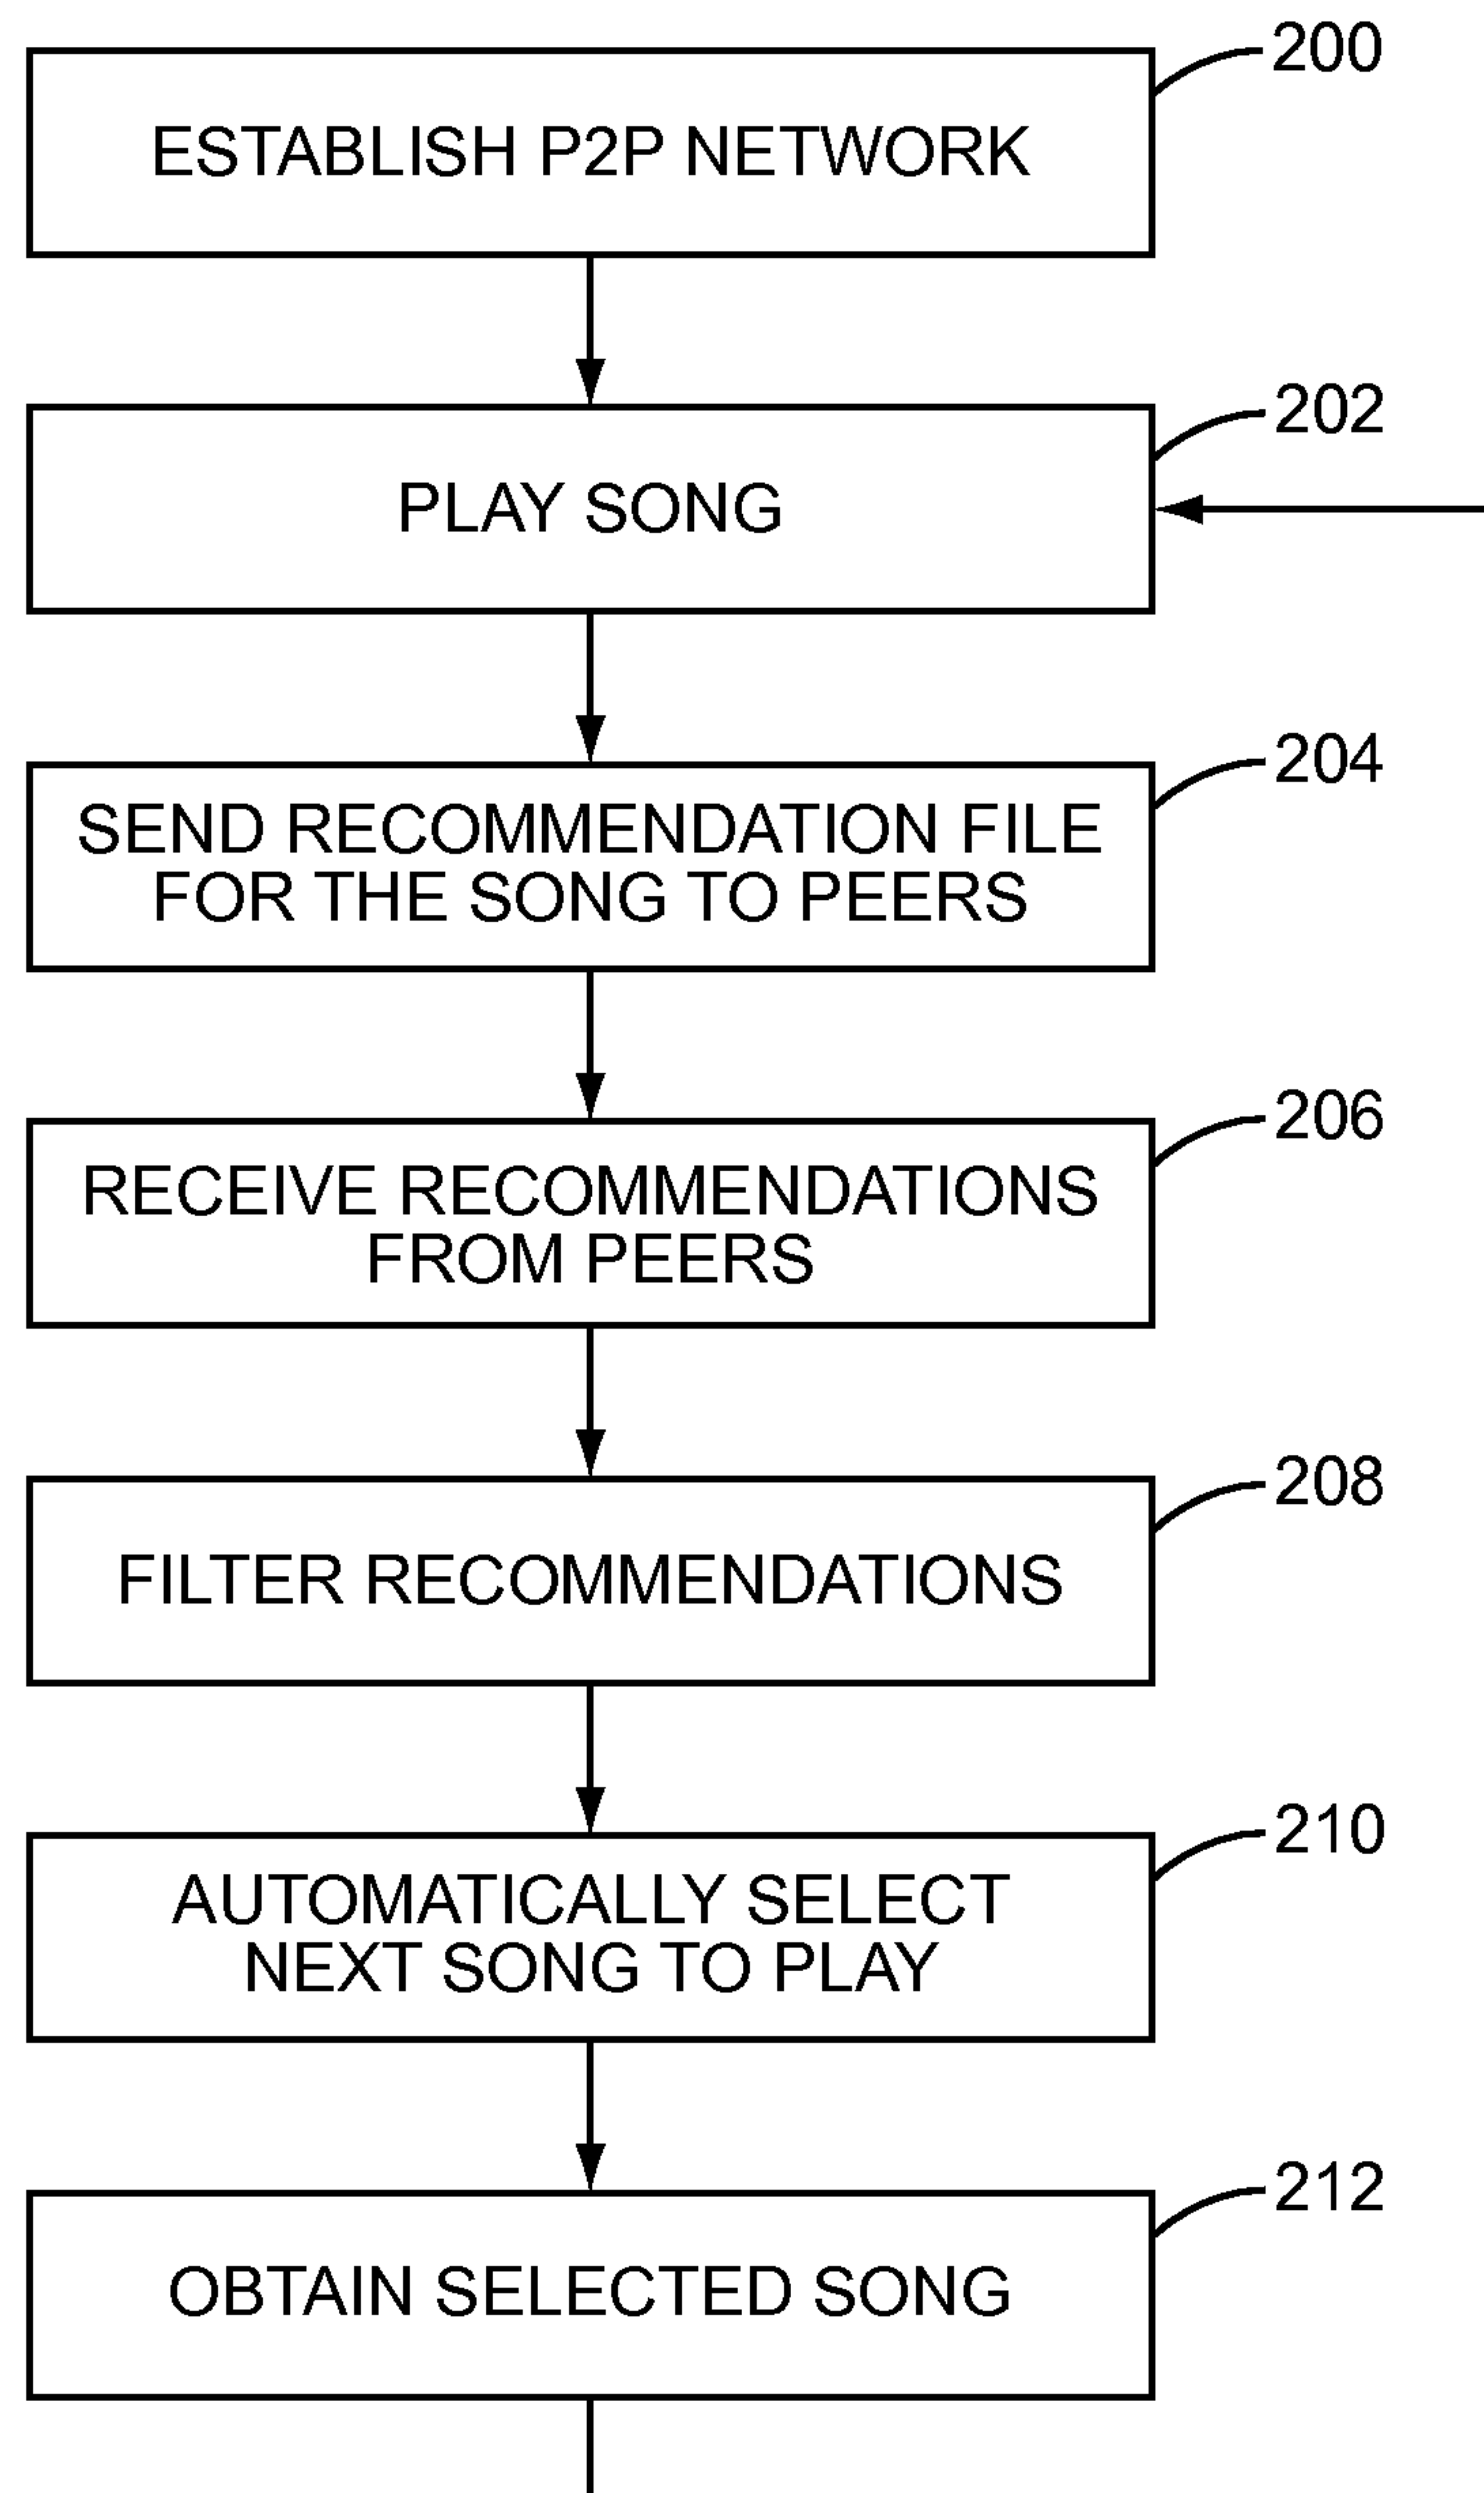 200
ESTABLISH P2P NETWORK
202
PLAY SONG
204
SEND RECOMMENDATION FILE
FOR THE SONG TO PEERS
206
RECEIVE RECOMMENDATIONS
FROM PEERS
208
FILTER RECOMMENDATIONS
210
AUTOMATICALLY SELECT
NEXT SONG TO PLAY
212
OBTAIN SELECTED SONG